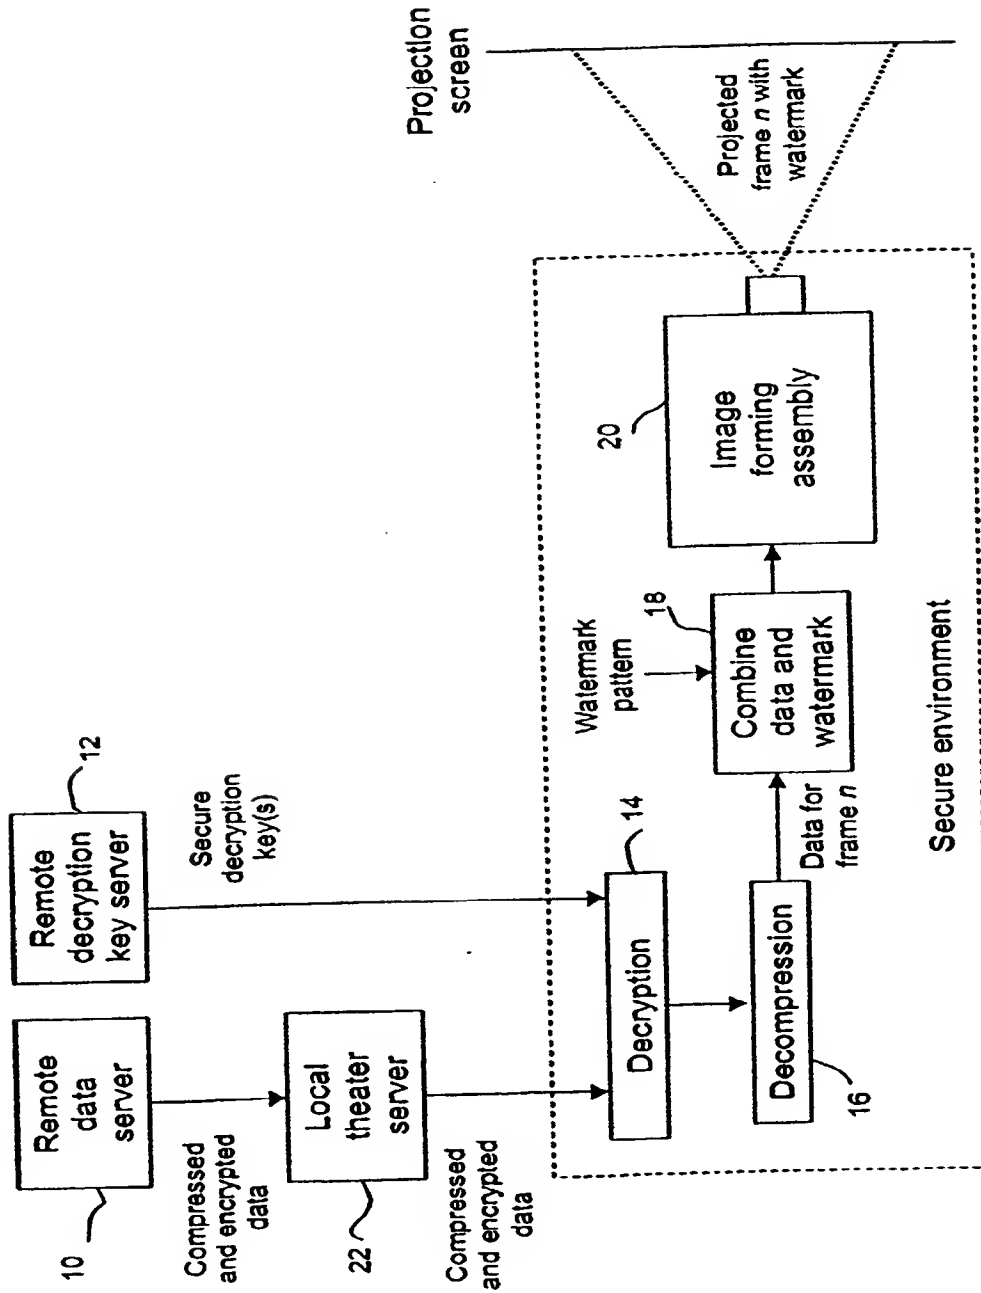 Remote
data
server
10
Compressed
and encrypted
data
Local
theater
server
22
Compressed
and encrypted
data
Remote
decryption
key server
12
Secure
decryption
key(s)
Decryption
14
Decompression
16
Data for
frame n
Watermark
pattern
Combine
data and
watermark
18
Image
forming
assembly
20
Secure environment
Projected
frame n with
watermark
Projection
screen